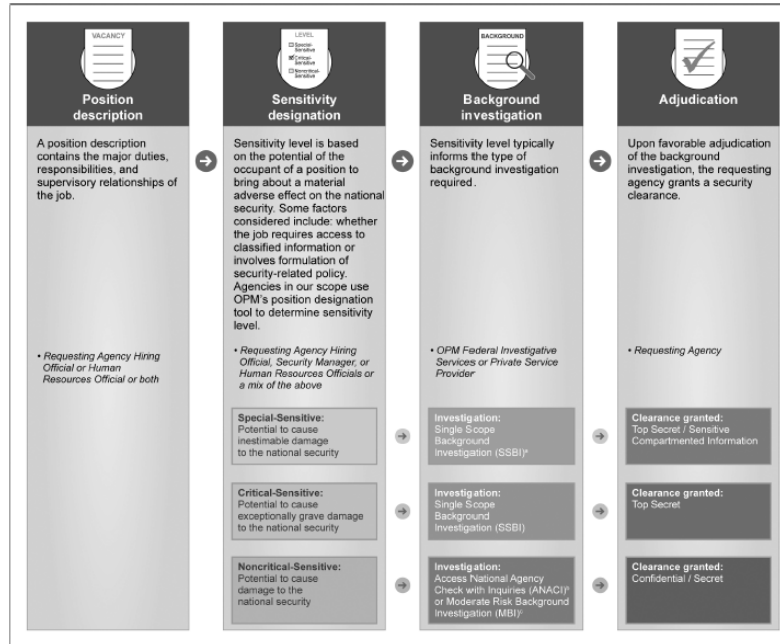 VACANCY
Position
description
A position description
contains the major duties,
responsibilities, and
supervisory relationships of
the job.
• Requesting Agency Hiring
Official or Human
Resources Official or both
LEVEL
Special-
Sensitive
Critical-
Sensitive
Noncritical-
Sensitive
Sensitivity
designation
Sensitivity level is based
on the potential of the
occupant of a position to
bring about a material
adverse effect on the national
security. Some factors
considered include: whether
the job requires access to
classified information or
involves formulation of
security-related policy.
Agencies in our scope use
OPM's position designation
tool to determine sensitivity
level.
• Requesting Agency Hiring
Official, Security Manager, or
Human Resources Officials or
a mix of the above
BACKGROUND
Background
investigation
Sensitivity level typically
informs the type of
background investigation
required.
• OPM Federal Investigative
Services or Private Service
Provider
Adjudication
Upon favorable adjudication
of the background
investigation, the requesting
agency grants a security
clearance.
• Requesting Agency
Special-Sensitive:
Potential to cause
inestimable damage
to the national security
Investigation:
Single Scope
Background
Investigation (SSBI)ª
Clearance granted:
Top Secret / Sensitive
Compartmented Information
Critical-Sensitive:
Potential to cause
exceptionally grave damage
to the national security
Investigation:
Single Scope
Background
Investigation (SSBI)
Clearance granted:
Top Secret
Noncritical-Sensitive:
Potential to cause
damage to the
national security
Investigation:
Access National Agency
Check with Inquiries (ANACI)ᵇ
or Moderate Risk Background
Investigation (MBI)ᶜ
Clearance granted:
Confidential / Secret